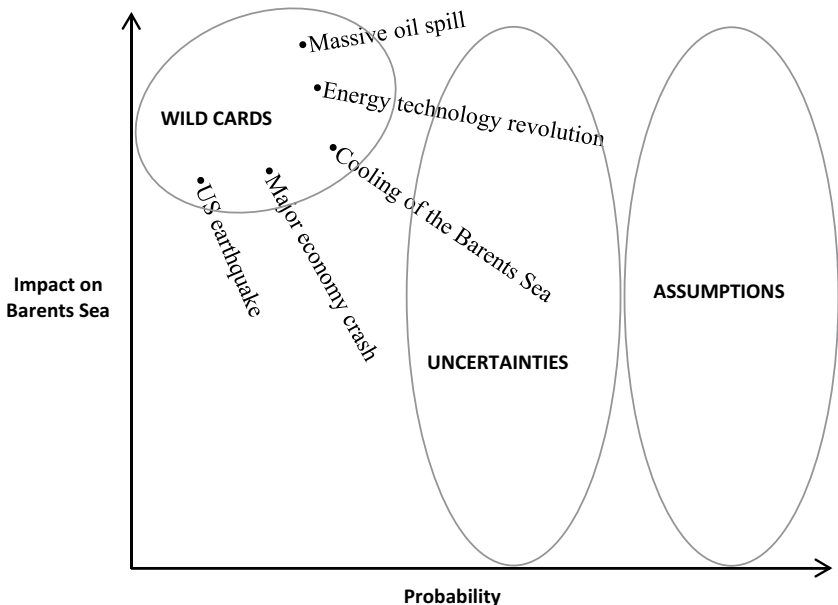 •Massive oil spill
•Energy technology revolution
WILD CARDS
•Cooling of the Barents Sea
•Major economy crash
•US earthquake
Impact on
Barents Sea
ASSUMPTIONS
UNCERTAINTIES
Probability